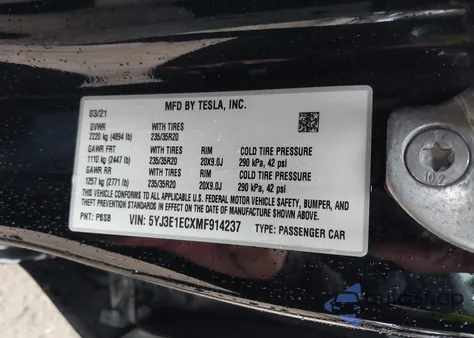 MFD BY TESLA, INC.
03/21
GVWR WITH TIRES
2220 kg (4894 lb) 235/35R20
GAWR FRT WITH TIRES RIM COLD TIRE PRESSURE
1110 kg (2447 lb) 235/35R20 20X9.0J 290 kPa, 42 psi
GAWR RR WITH TIRES RIM COLD TIRE PRESSURE
1257 kg (2771 lb) 235/35R20 20X9.0J 290 kPa, 42 psi
THIS VEHICLE CONFORMS TO ALL APPLICABLE U.S. FEDERAL MOTOR VEHICLE SAFETY, BUMPER, AND
THEFT PREVENTION STANDARDS IN EFFECT ON THE DATE OF MANUFACTURE SHOWN ABOVE.
PNT: PBSB VIN: 5YJ3E1ECXMF914237 TYPE: PASSENGER CAR
10.2